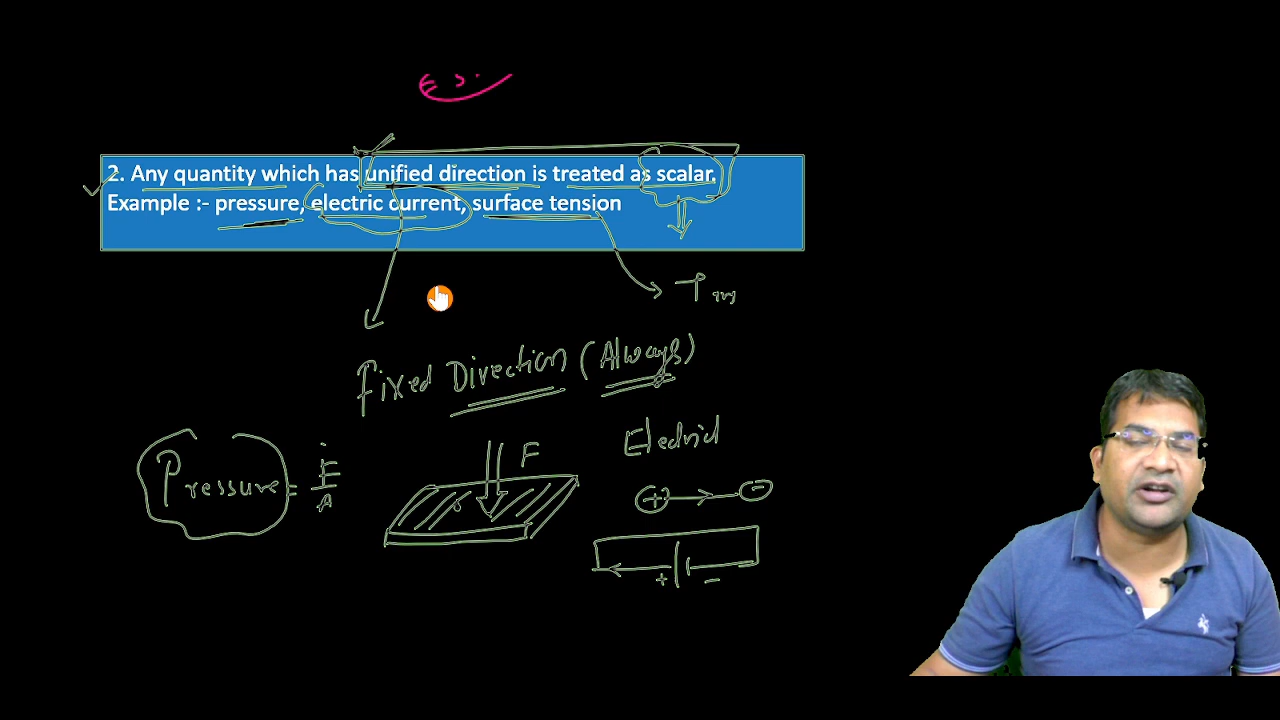 2. Any quantity which has unified direction is treated as scalar.
Example :- pressure, electric current, surface tension
Fixed Direction (Always)
Pressure = F/A
F
Electrict
+ -
+ -